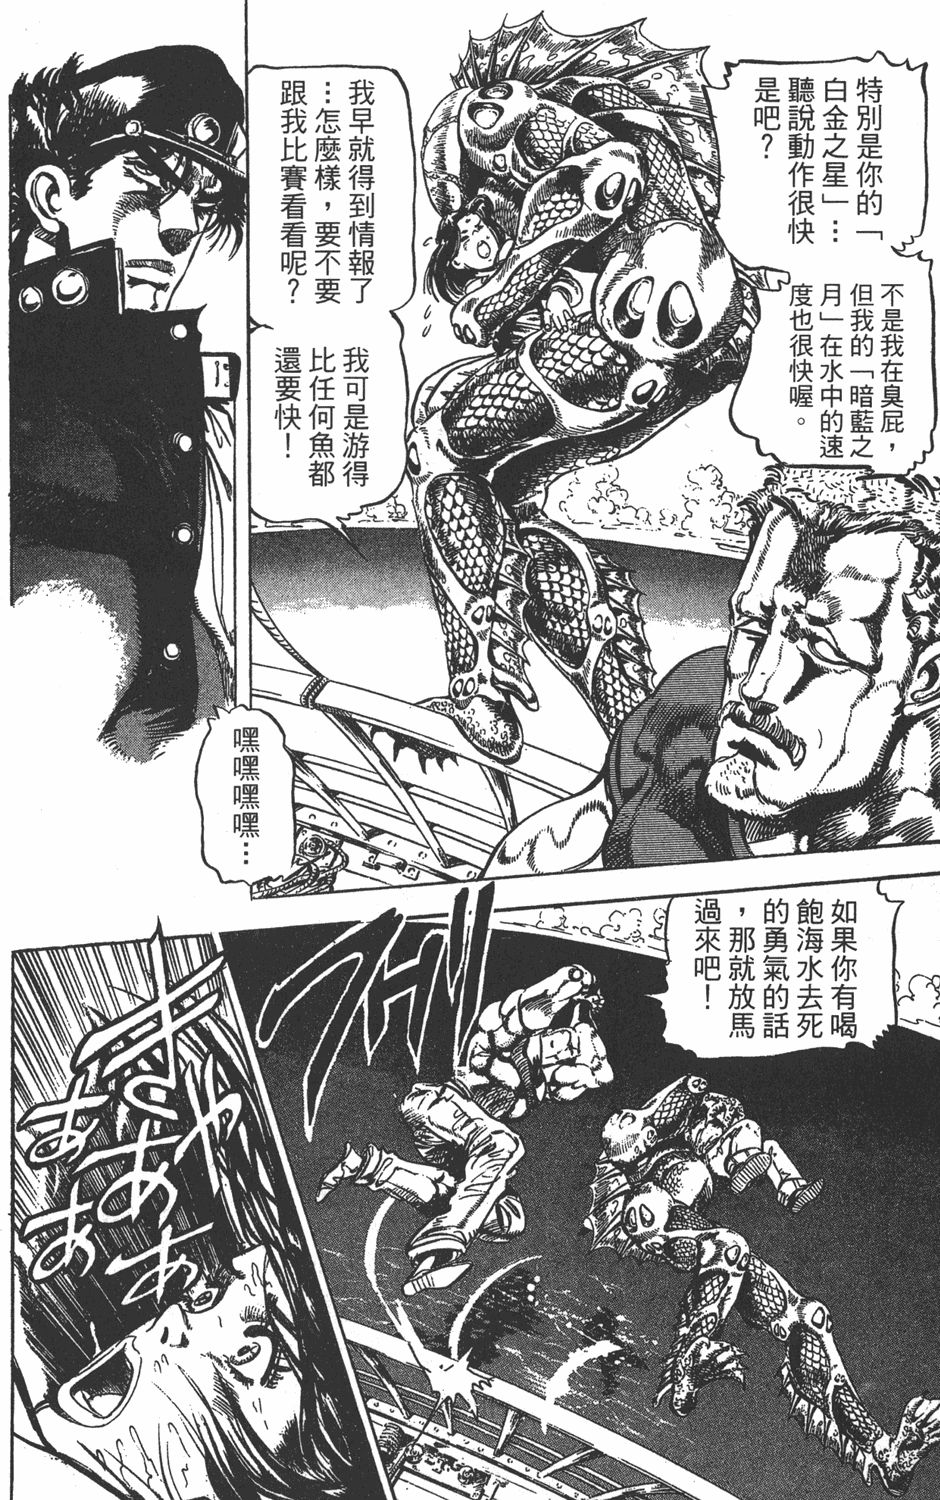 特別是你的「
白金之星」…
聽說動作很快
是吧？
不是我在臭屁，
但我的「暗藍之
月」在水中的速
度也很快喔。
我早就得到情報了
…怎麼樣，要不要
跟我比賽看看呢？
我可是游得
比任何魚都
還要快！
嘿嘿嘿嘿…
如果你有喝
飽海水去死
的勇氣的話
，那就放馬
過來吧！
きゃ
ああ
ああ